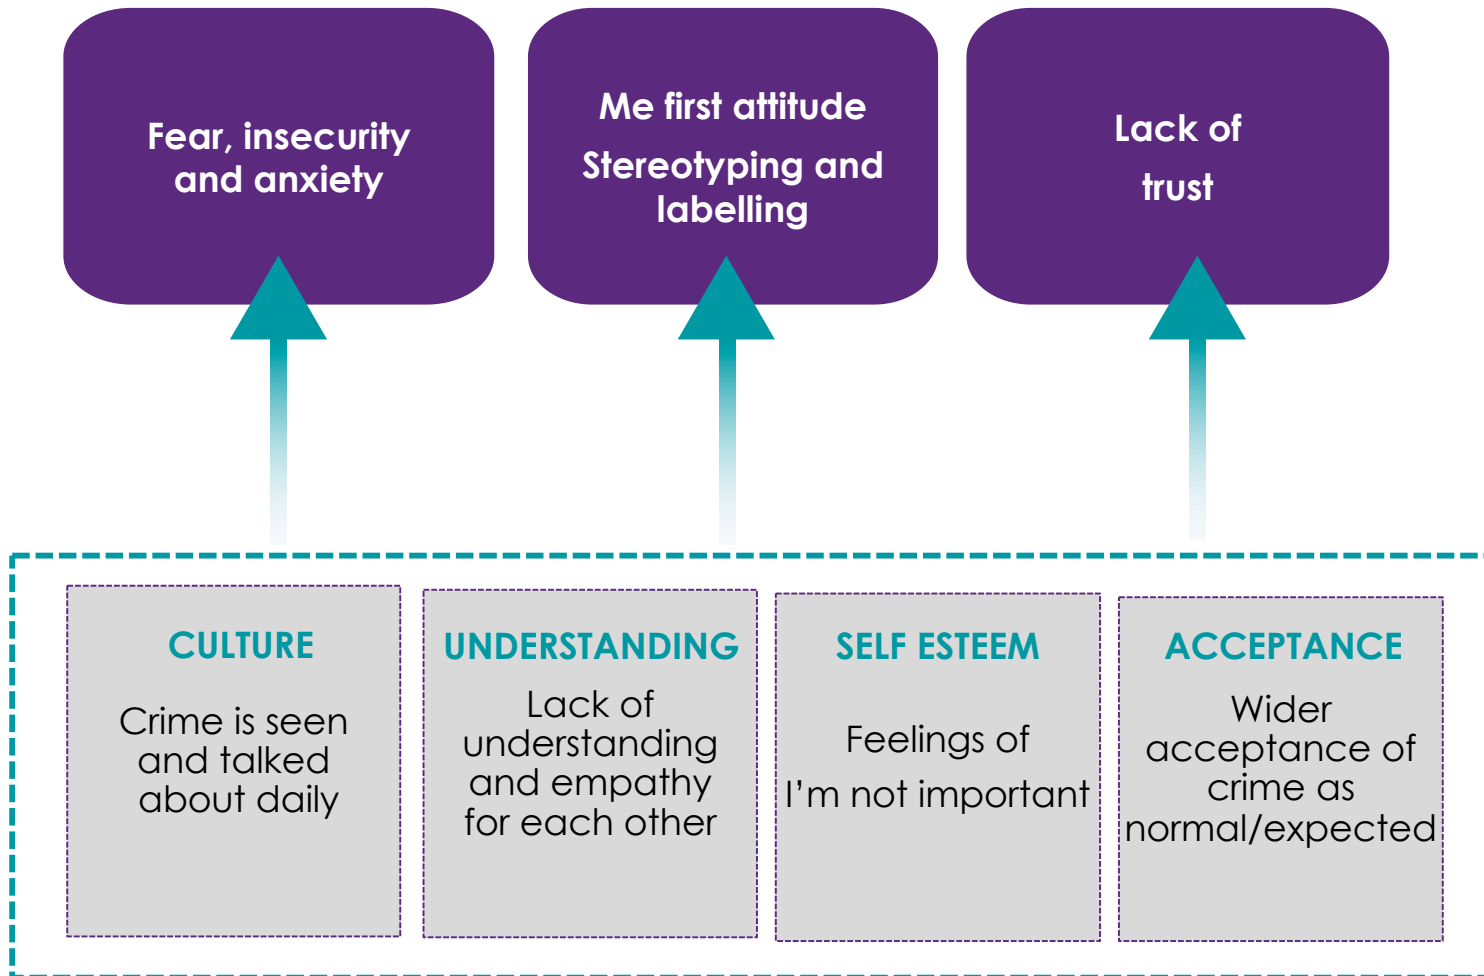 Fear, insecurity
and anxiety
Me first attitude
Stereotyping and
labelling
Lack of
trust
CULTURE
Crime is seen
and talked
about daily
UNDERSTANDING
Lack of
understanding
and empathy
for each other
SELF ESTEEM
Feelings of
I’m not important
ACCEPTANCE
Wider
acceptance of
crime as
normal/expected